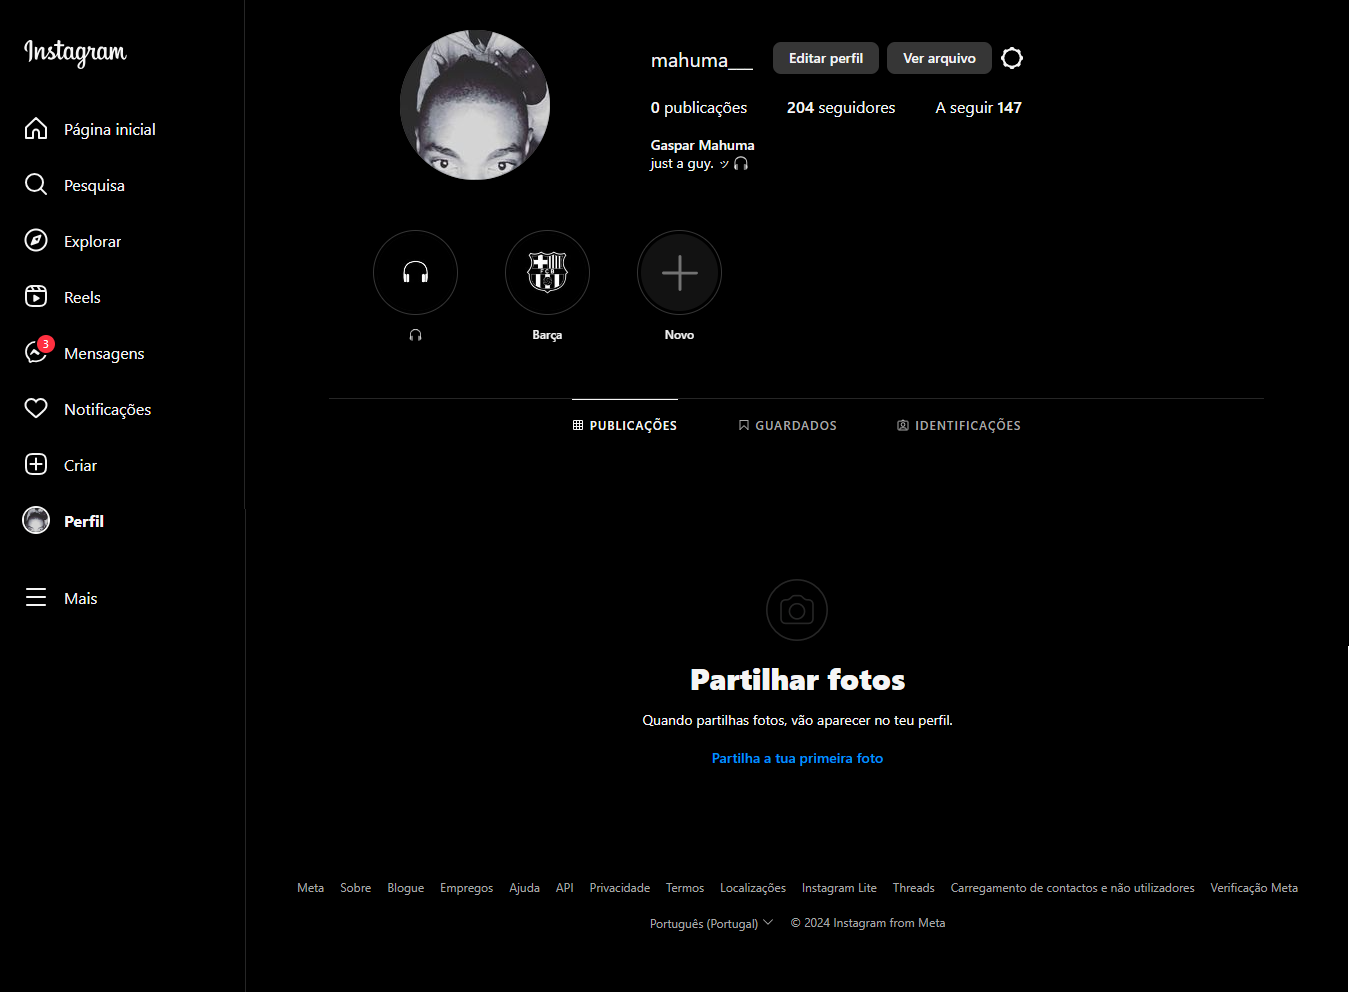 Instagram
Página inicial
Pesquisa
Explorar
Reels
3
Mensagens
Notificações
Criar
Perfil
Mais
mahuma___
Editar perfil
Ver arquivo
0 publicações
204 seguidores
A seguir 147
Gaspar Mahuma
just a guy. ッ🎧
FCB
🎧
Barça
Novo
PUBLICAÇÕES
GUARDADOS
IDENTIFICAÇÕES
Partilhar fotos
Quando partilhas fotos, vão aparecer no teu perfil.
Partilha a tua primeira foto
Meta Sobre Blogue Empregos Ajuda API Privacidade Termos Localizações Instagram Lite Threads Carregamento de contactos e não utilizadores Verificação Meta
Português (Portugal) © 2024 Instagram from Meta